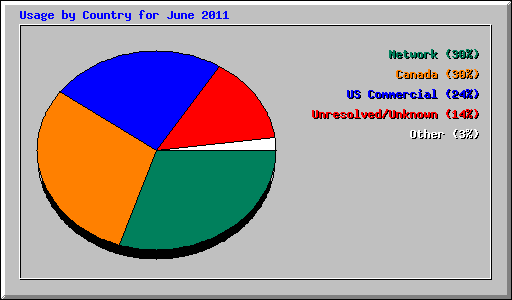 Usage by Country for June 2011
Network (30%)
Canada (30%)
US Commercial (24%)
Unresolved/Unknown (14%)
Other (3%)